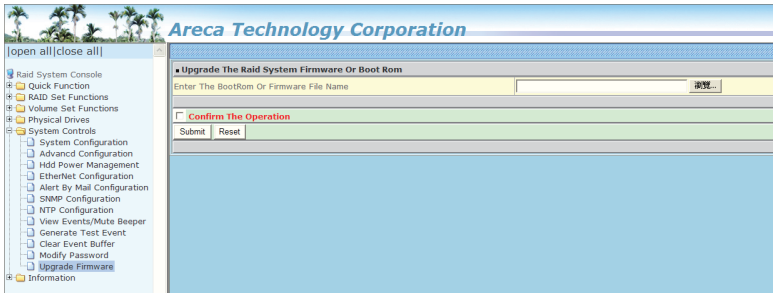 Areca Technology Corporation
|open all|close all|
Raid System Console
Quick Function
RAID Set Functions
Volume Set Functions
Physical Drives
System Controls
System Configuration
Advancd Configuration
Hdd Power Management
EtherNet Configuration
Alert By Mail Configuration
SNMP Configuration
NTP Configuration
View Events/Mute Beeper
Generate Test Event
Clear Event Buffer
Modify Password
Upgrade Firmware
Information
Upgrade The Raid System Firmware Or Boot Rom
Enter The BootRom Or Firmware File Name
瀏覽...
Confirm The Operation
Submit Reset